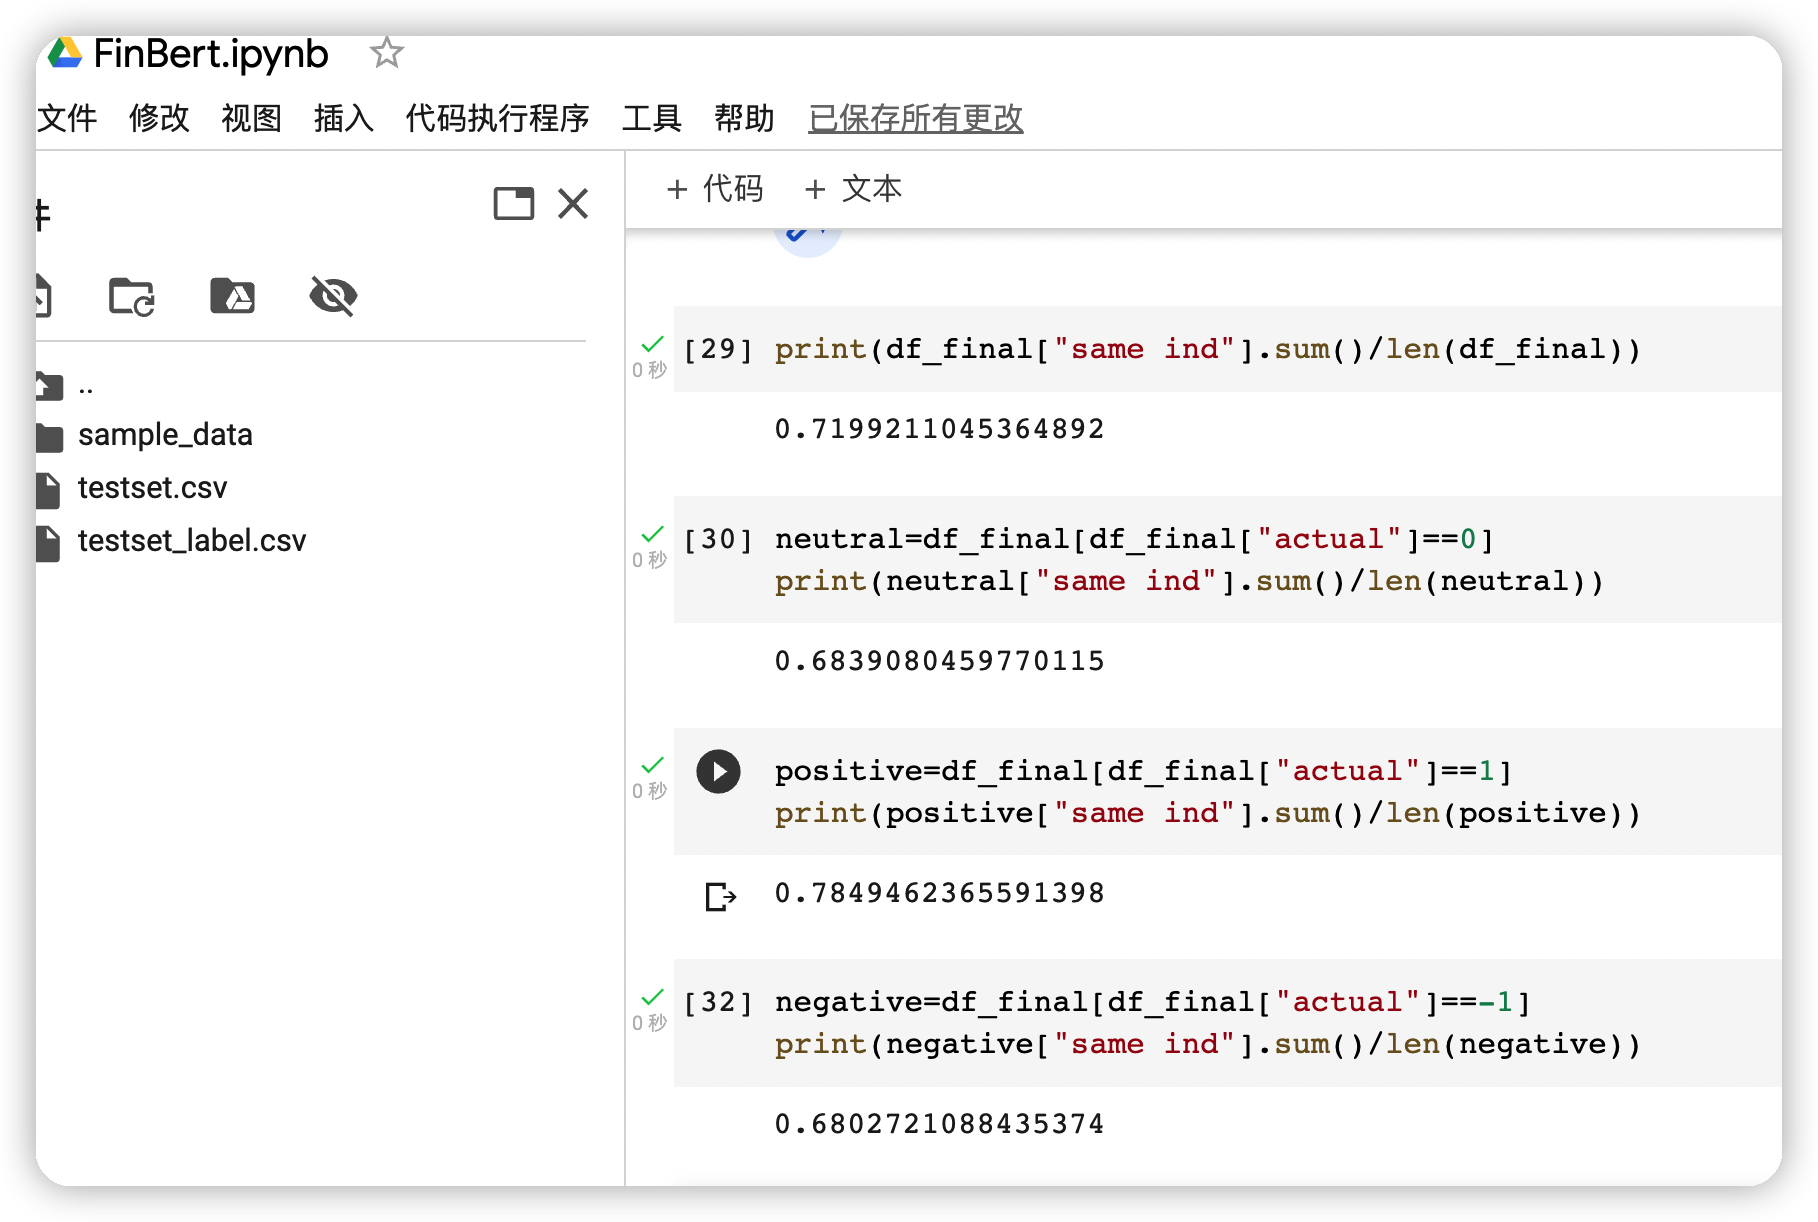 FinBert.ipynb
文件 修改 视图 插入 代码执行程序 工具 帮助 已保存所有更改
+ 代码 + 文本
..
sample_data
testset.csv
testset_label.csv
[29] print(df_final["same ind"].sum()/len(df_final))
0 秒
0.7199211045364892
[30] neutral=df_final[df_final["actual"]==0]
0 秒
print(neutral["same ind"].sum()/len(neutral))
0.6839080459770115
positive=df_final[df_final["actual"]==1]
0 秒
print(positive["same ind"].sum()/len(positive))
0.7849462365591398
[32] negative=df_final[df_final["actual"]==-1]
0 秒
print(negative["same ind"].sum()/len(negative))
0.6802721088435374